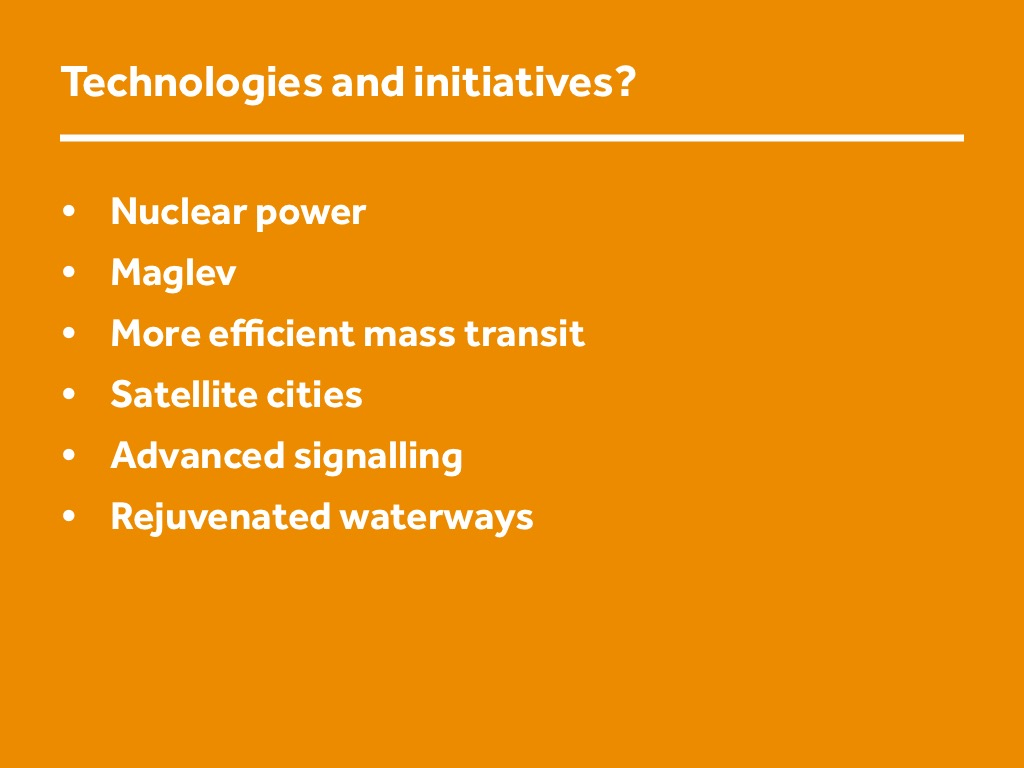 Technologies and initiatives?
• Nuclear power
• Maglev
• More efficient mass transit
• Satellite cities
• Advanced signalling
• Rejuvenated waterways